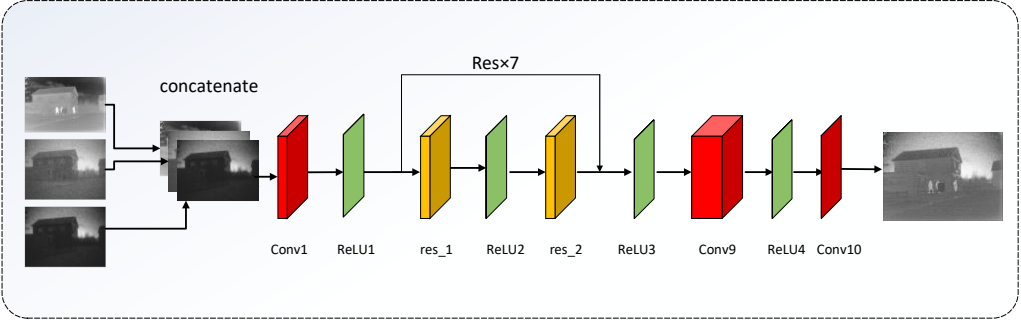 Res×7
concatenate
Conv1 ReLU1 res_1 ReLU2 res_2 ReLU3 Conv9 ReLU4 Conv10